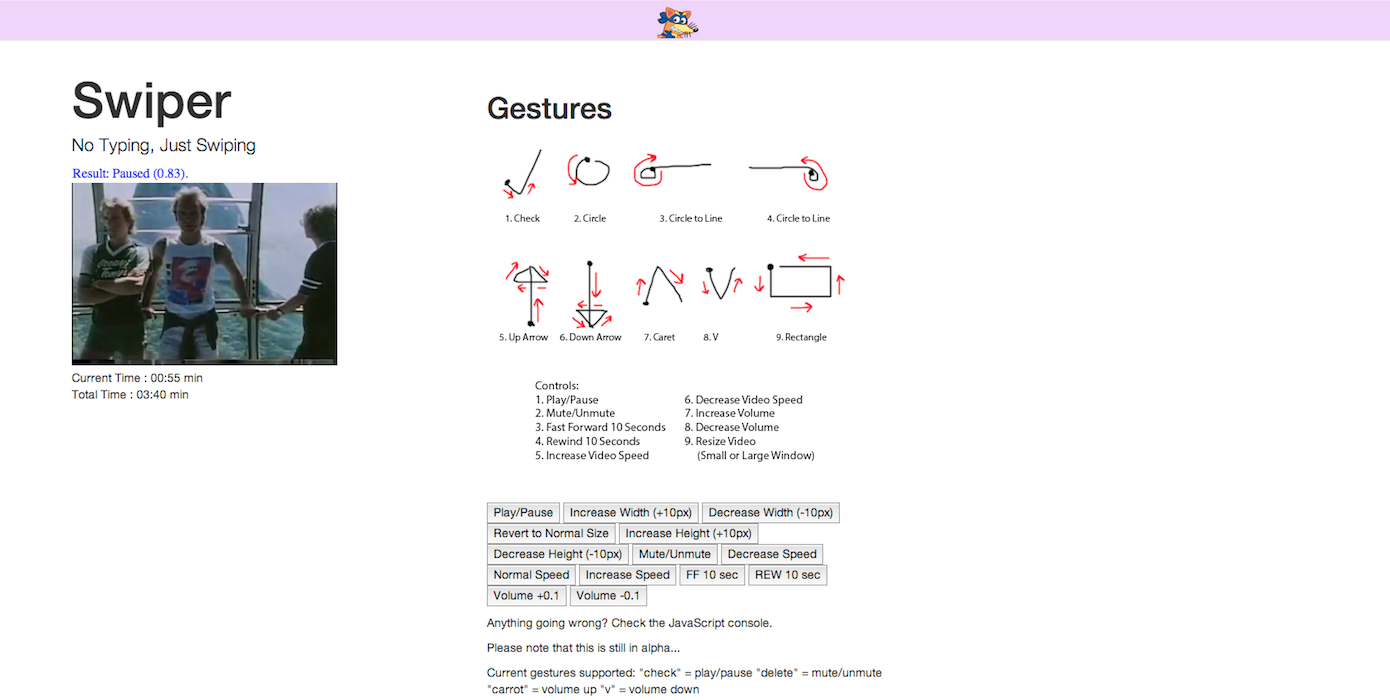 Swiper
No Typing, Just Swiping
Result: Paused (0.83).
Current Time : 00:55 min
Total Time : 03:40 min
Gestures
1. Check
2. Circle
3. Circle to Line
4. Circle to Line
5. Up Arrow
6. Down Arrow
7. Caret
8. V
9. Rectangle
Controls:
1. Play/Pause
2. Mute/Unmute
3. Fast Forward 10 Seconds
4. Rewind 10 Seconds
5. Increase Video Speed
6. Decrease Video Speed
7. Increase Volume
8. Decrease Volume
9. Resize Video
(Small or Large Window)
Play/Pause Increase Width (+10px) Decrease Width (-10px)
Revert to Normal Size Increase Height (+10px)
Decrease Height (-10px) Mute/Unmute Decrease Speed
Normal Speed Increase Speed FF 10 sec REW 10 sec
Volume +0.1 Volume -0.1
Anything going wrong? Check the JavaScript console.
Please note that this is still in alpha...
Current gestures supported: "check" = play/pause "delete" = mute/unmute
"carrot" = volume up "v" = volume down